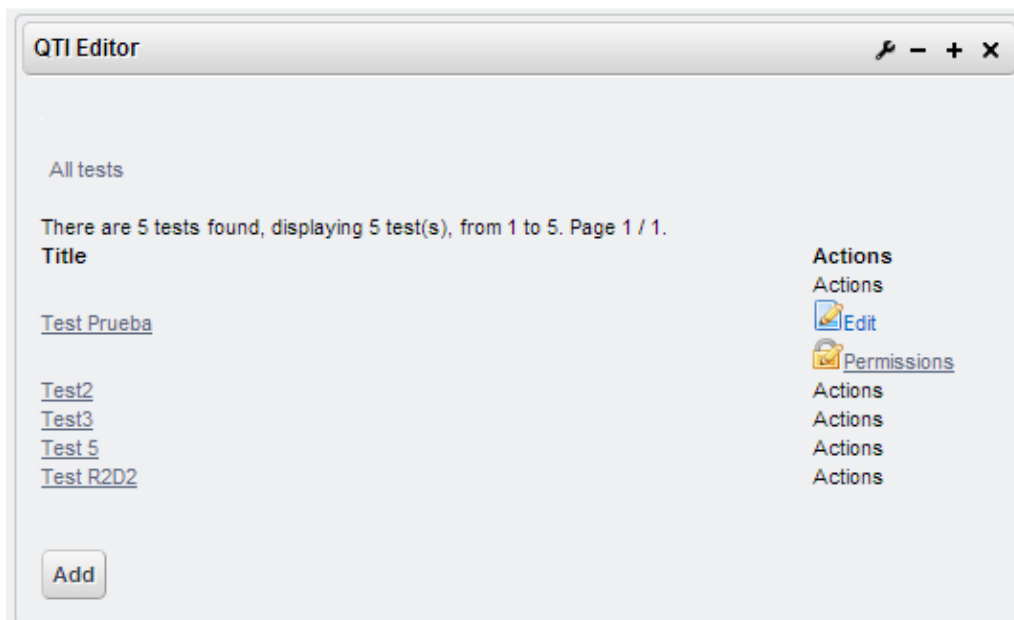 QTI Editor
All tests
There are 5 tests found, displaying 5 test(s), from 1 to 5. Page 1 / 1.
Title Actions
Actions
Test Prueba Edit
Permissions
Test2 Actions
Test3 Actions
Test 5 Actions
Test R2D2 Actions
Add